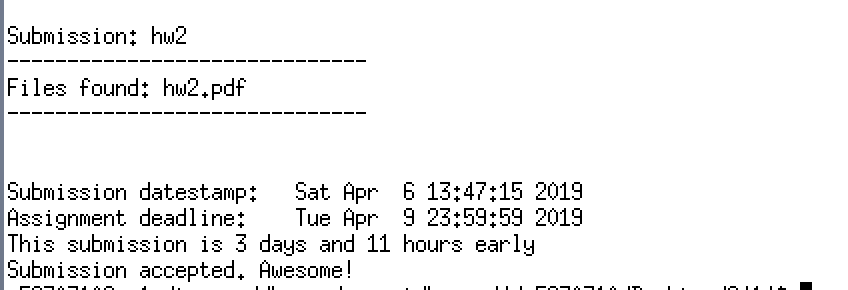 Submission: hw2
------------------------------
Files found: hw2.pdf
------------------------------
Submission datestamp:   Sat Apr  6 13:47:15 2019
Assignment deadline:    Tue Apr  9 23:59:59 2019
This submission is 3 days and 11 hours early
Submission accepted. Awesome!